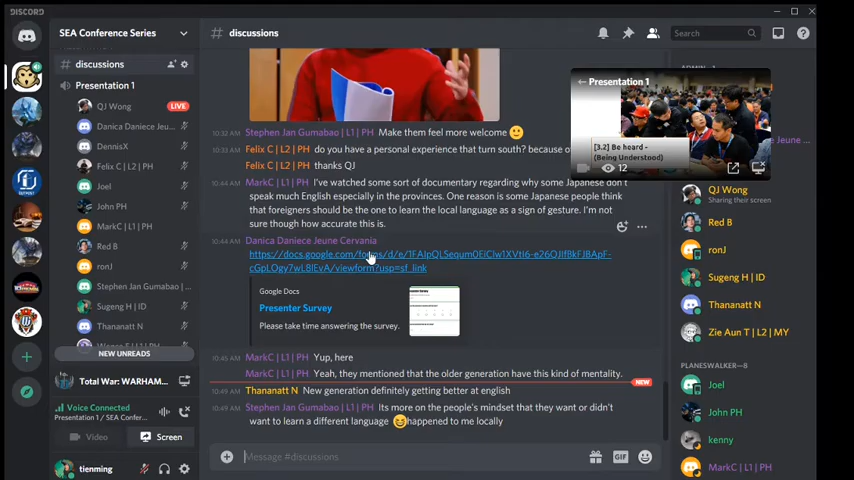 DISCORD
SEA Conference Series
discussions
Search
discussions
Presentation 1
QJ Wong
LIVE
Danica Daniece Jeune...
DennisX
Felix C | L2 | PH
Joel
John PH
MarkC | L1 | PH
Red B
ronJ
Stephen Jan Gumabao | ...
Sugeng H | ID
Thananatt N
NEW UNREADS
Total War: WARHAM...
Voice Connected
Presentation 1 / SEA Confer...
Video
Screen
tienming
10:33 AM Stephen Jan Gumabao | L1 | PH Make them feel more welcome
10:33 AM Felix C | L2 | PH do you have a personal experience that turn south? because o
Felix C | L2 | PH thanks QJ
10:44 AM MarkC | L1 | PH I've watched some sort of documentary regarding why some Japanese don't
speak much English especially in the provinces. One reason is some Japanese people think
that foreigners should be the one to learn the local language as a sign of gesture. I'm not
sure though how accurate this is.
10:44 AM Danica Daniece Jeune Cervania
Google Docs
Presenter Survey
Please take time answering the survey.
10:45 AM MarkC | L1 | PH Yup, here
MarkC | L1 | PH Yeah, they mentioned that the older generation have this kind of mentality.
NEW
10:49 AM Thananatt N New generation definitely getting better at english
10:49 AM Stephen Jan Gumabao | L1 | PH Its more on the people's mindset that they want or didn't
want to learn a different language happened to me locally
Message #discussions
GIF
Presentation 1
[3.2] Be heard -
(Being Understood)
12
Jeune ...
QJ Wong
Sharing their screen
Red B
ronJ
Sugeng H | ID
Thananatt N
Zie Aun T | L2 | MY
PLANESWALKER—8
Joel
John PH
kenny
MarkC | L1 | PH